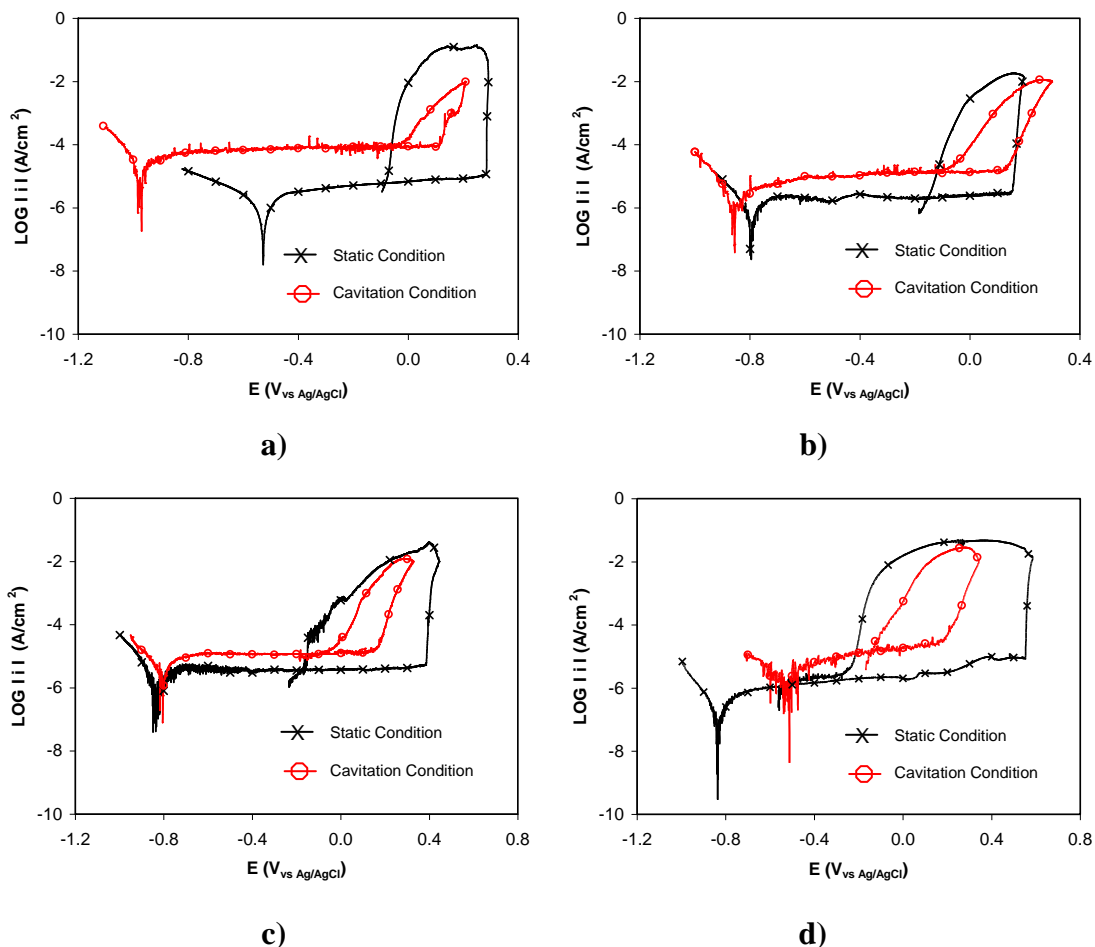 0
-2
-4
-6
-8
-10
-1.2 -0.8 -0.4 0.0 0.4
LOG I i I (A/cm²)
E (V vs Ag/AgCl)
Static Condition
Cavitation Condition
a)
0
-2
-4
-6
-8
-10
-1.2 -0.8 -0.4 0.0 0.4
LOG I i I (A/cm²)
E (V vs Ag/AgCl)
Static Condition
Cavitation Condition
b)
0
-2
-4
-6
-8
-10
-1.2 -0.8 -0.4 0.0 0.4 0.8
LOG I i I (A/cm²)
E (V vs Ag/AgCl)
Static Condition
Cavitation Condition
c)
0
-2
-4
-6
-8
-10
-1.2 -0.8 -0.4 0.0 0.4 0.8
LOG I i I (A/cm²)
E (V vs Ag/AgCl)
Static Condition
Cavitation Condition
d)